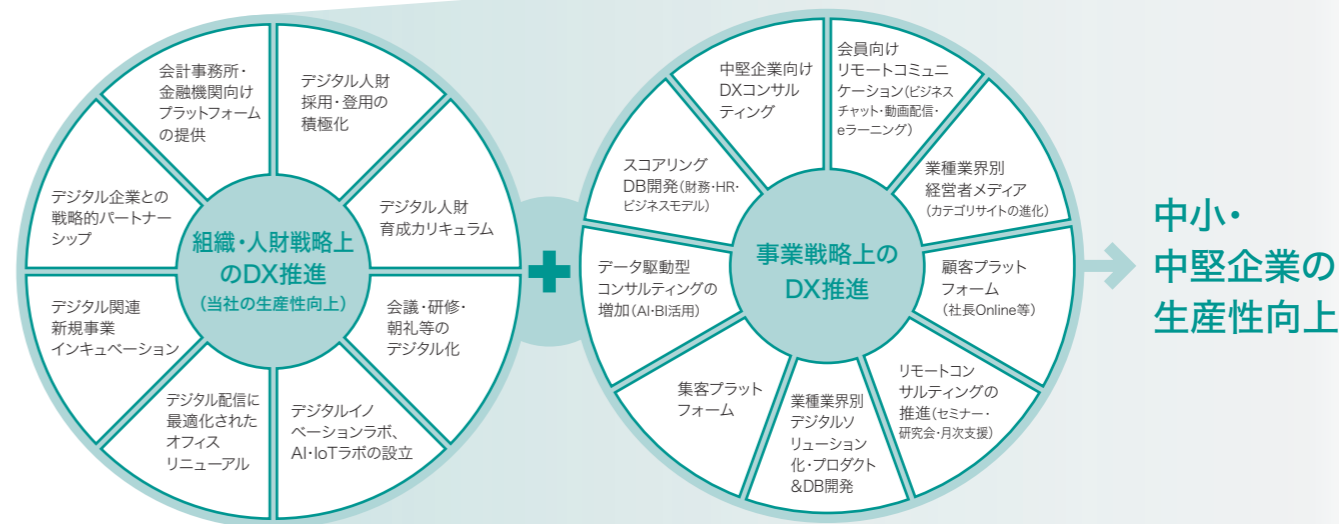 組織・人財戦略上
のDX推進
(当社の生産性向上)
デジタル人財
採用・登用の
積極化
デジタル人財
育成カリキュラム
会議・研修・
朝礼等の
デジタル化
デジタルイノ
ベーションラボ、
AI・IoTラボの設立
デジタル配信に
最適化された
オフィス
リニューアル
デジタル関連
新規事業
インキュベーション
デジタル企業との
戦略的パートナー
シップ
会計事務所・
金融機関向け
プラットフォーム
の提供
+
事業戦略上の
DX推進
会員向け
リモートコミュニ
ケーション(ビジネス
チャット・動画配信・
eラーニング)
業種業界別
経営者メディア
(カテゴリサイトの進化)
顧客プラット
フォーム
(社長Online等)
リモートコン
サルティングの
推進(セミナー・
研究会・月次支援)
業種業界別
デジタルソ
リューション
化・プロダクト
&DB開発
集客プラット
フォーム
データ駆動型
コンサルティングの
増加(AI・BI活用)
スコアリング
DB開発(財務・HR・
ビジネスモデル)
中堅企業向け
DXコンサル
ティング
中小・
中堅企業の
生産性向上